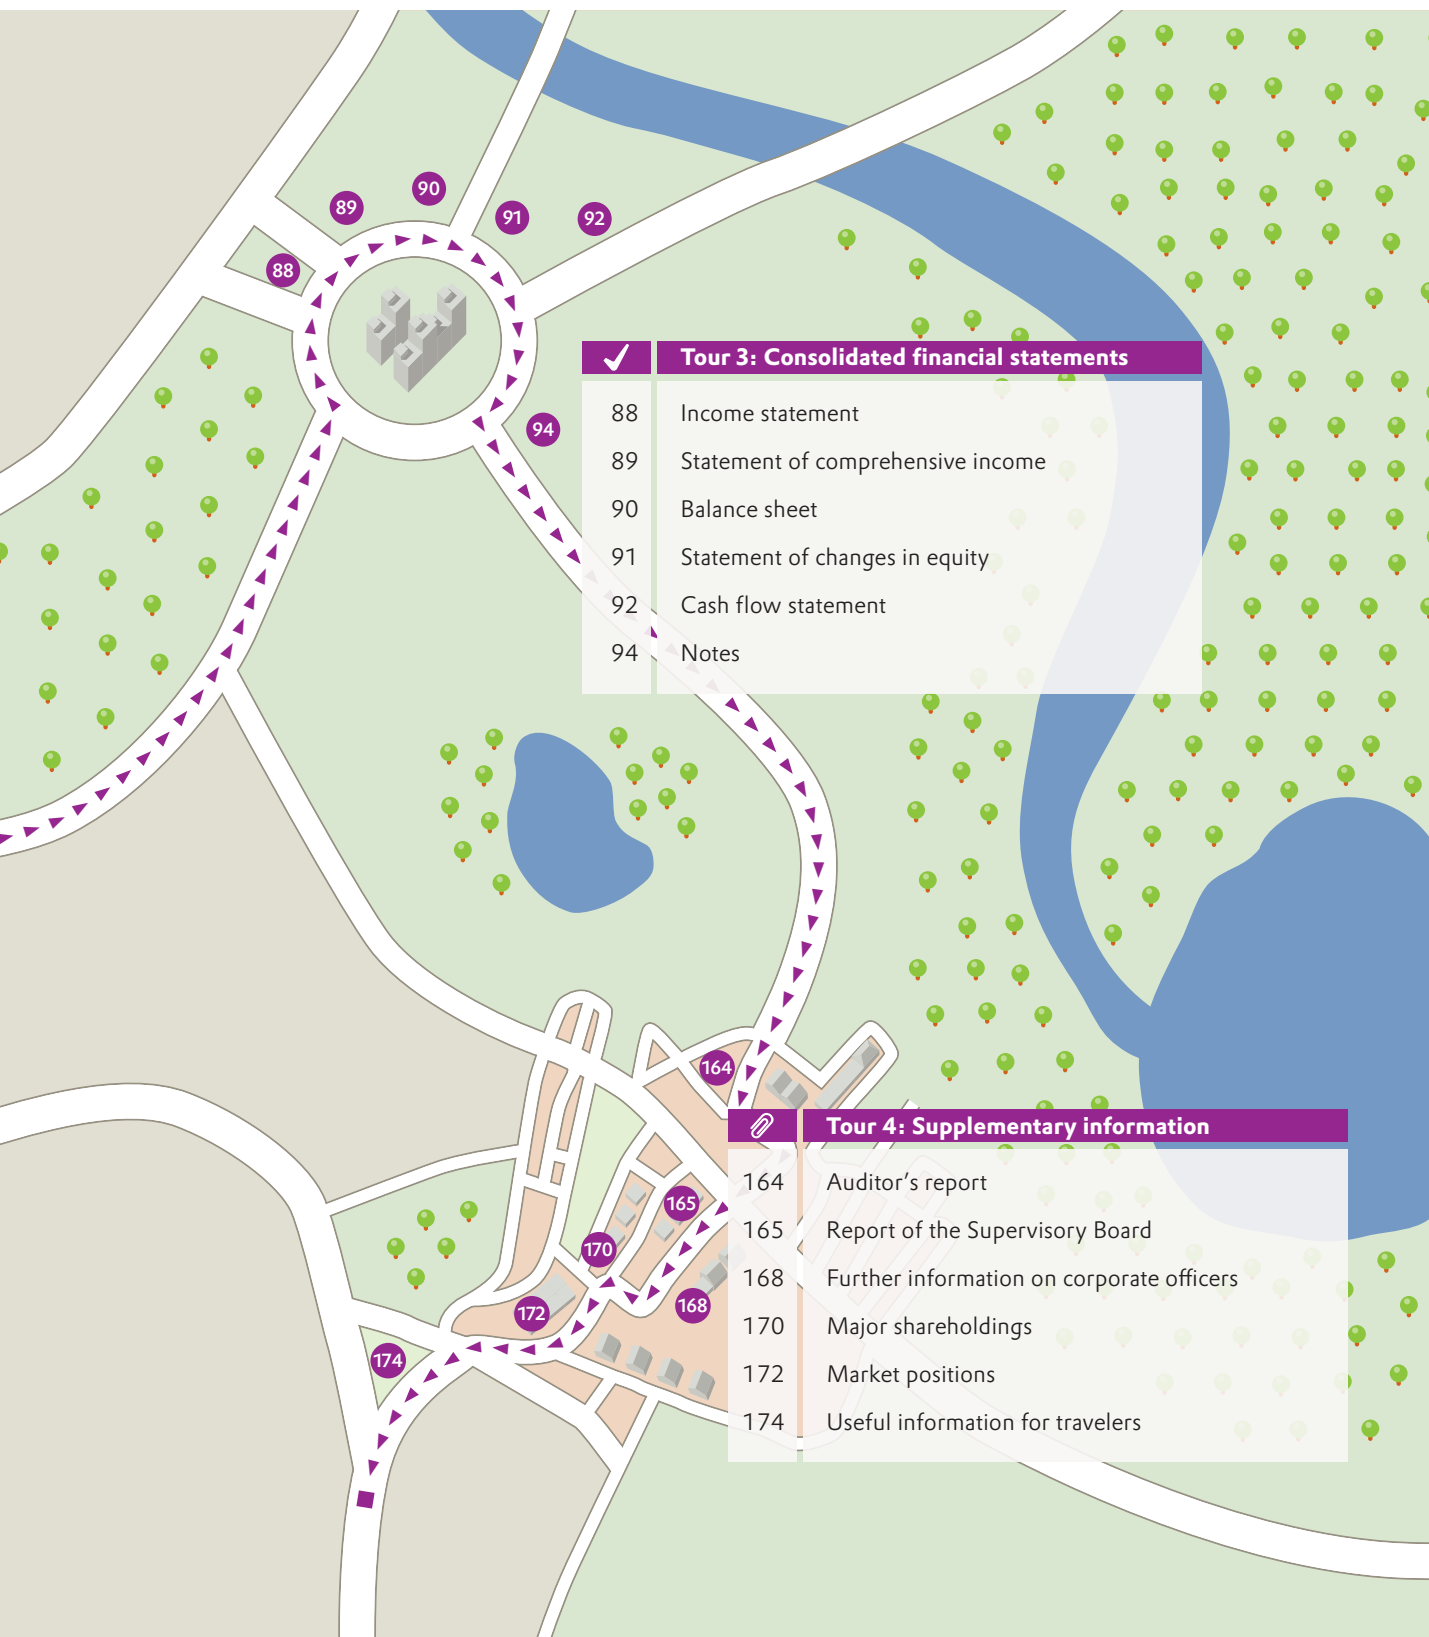 90
89
91
92
88
94
Tour 3: Consolidated financial statements
88 Income statement
89 Statement of comprehensive income
90 Balance sheet
91 Statement of changes in equity
92 Cash flow statement
94 Notes
164
165
170
168
172
174
Tour 4: Supplementary information
164 Auditor’s report
165 Report of the Supervisory Board
168 Further information on corporate officers
170 Major shareholdings
172 Market positions
174 Useful information for travelers